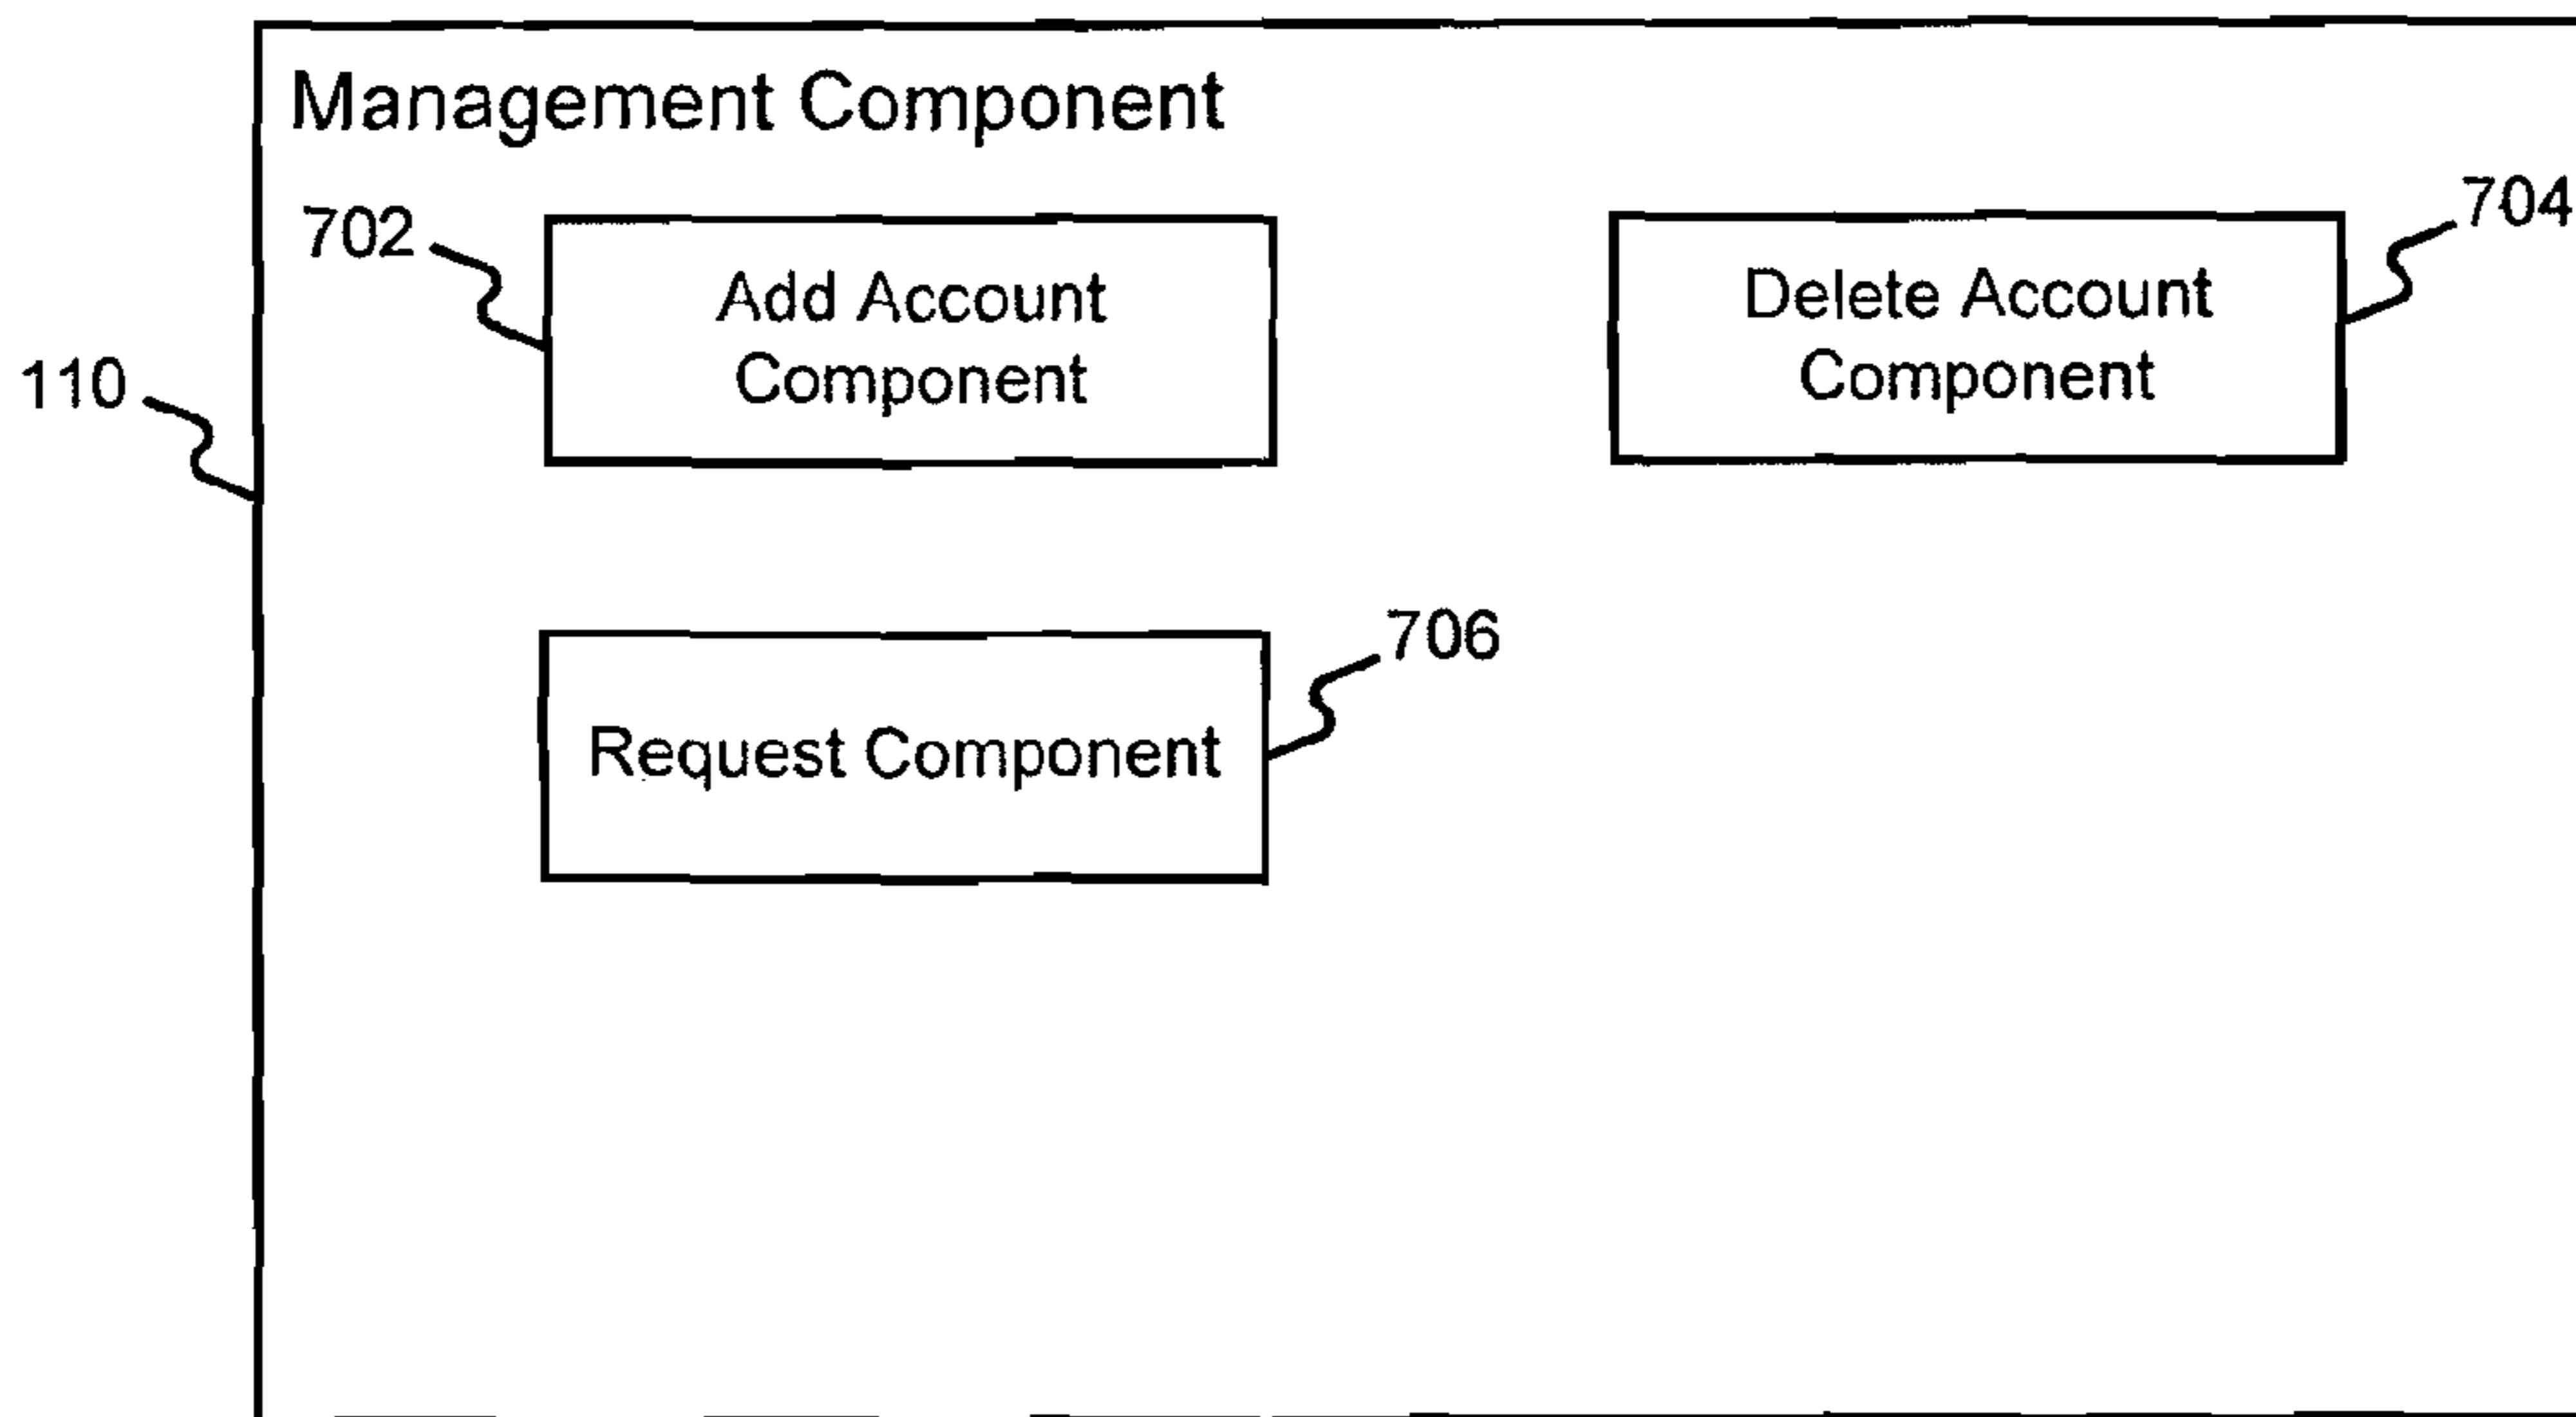 Management Component
702
704
Add Account
Component
Delete Account
Component
110
706
Request Component